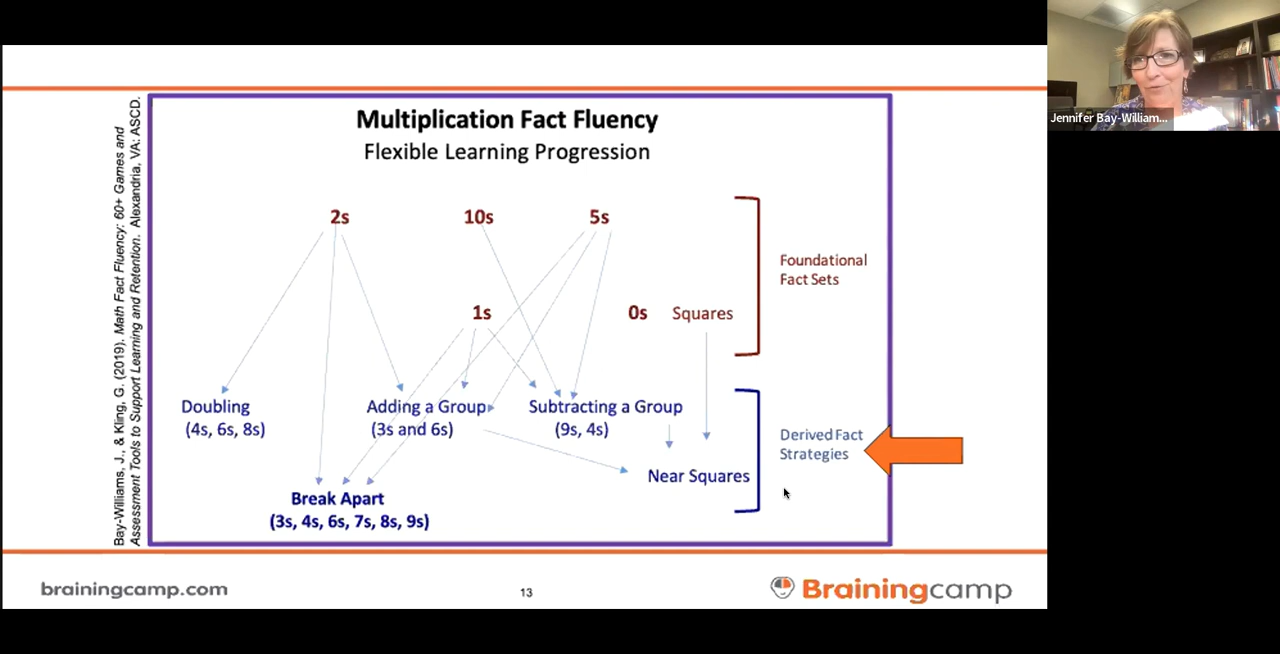 Jennifer Bay-William...
Bay-Williams, J., & Kling, G. (2019). Math Fact Fluency: 60+ Games and
Assessment Tools to Support Learning and Retention. Alexandria, VA: ASCD.
Multiplication Fact Fluency
Flexible Learning Progression
2s 10s 5s
Foundational
Fact Sets
1s 0s Squares
Doubling
(4s, 6s, 8s)
Adding a Group
(3s and 6s)
Subtracting a Group
(9s, 4s)
Derived Fact
Strategies
Near Squares
Break Apart
(3s, 4s, 6s, 7s, 8s, 9s)
brainingcamp.com
13
Brainingcamp